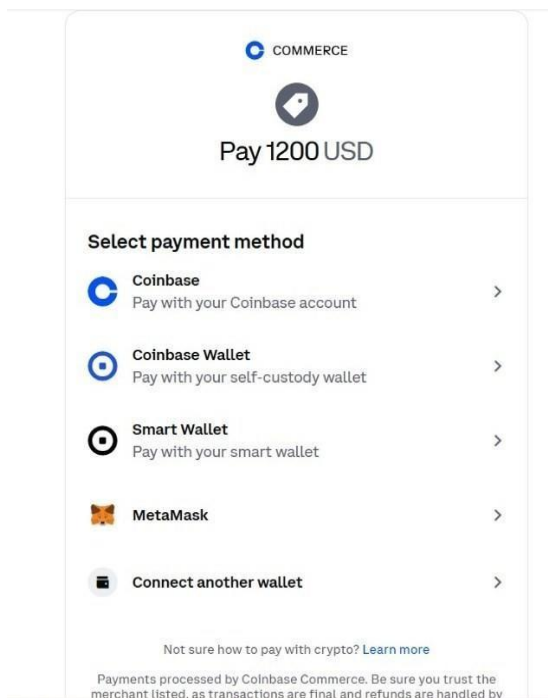 COMMERCE
Pay 1200 USD
Select payment method
Coinbase
Pay with your Coinbase account
Coinbase Wallet
Pay with your self-custody wallet
Smart Wallet
Pay with your smart wallet
MetaMask
Connect another wallet
Not sure how to pay with crypto? Learn more
Payments processed by Coinbase Commerce. Be sure you trust the
merchant listed, as transactions are final and refunds are handled by